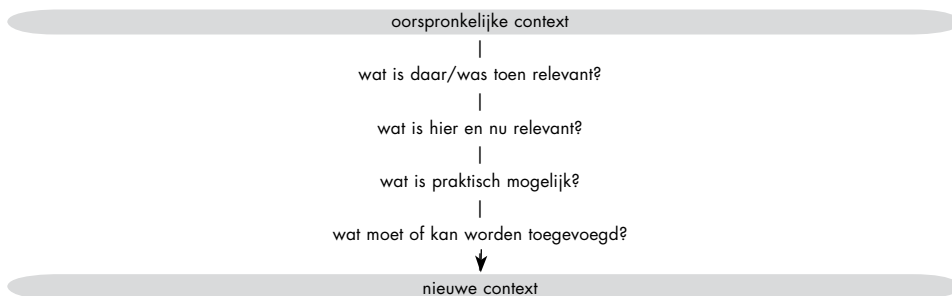 oorspronkelijke context
wat is daar/was toen relevant?
wat is hier en nu relevant?
wat is praktisch mogelijk?
wat moet of kan worden toegevoegd?
nieuwe context